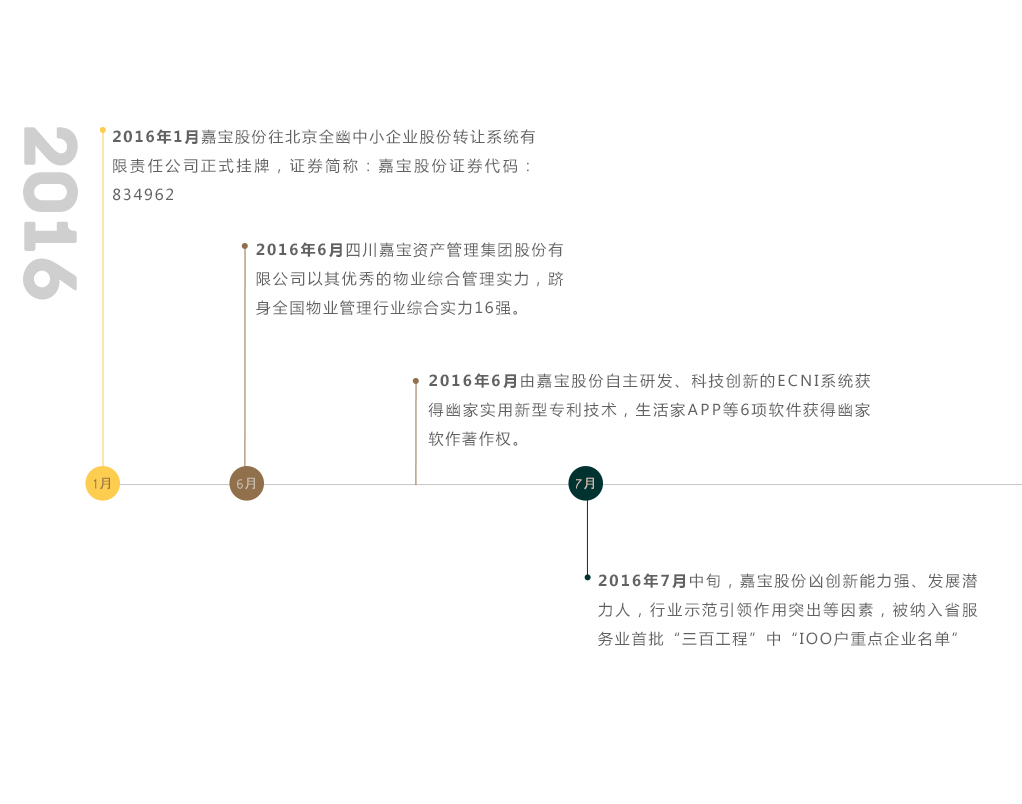 2016
2016年1月嘉宝股份往北京全幽中小企业股份转让系统有
限责任公司正式挂牌，证券简称：嘉宝股份证券代码：
834962
2016年6月四川嘉宝资产管理集团股份有
限公司以其优秀的物业综合管理实力，跻
身全国物业管理行业综合实力16强。
2016年6月由嘉宝股份自主研发、科技创新的ECNI系统获
得幽家实用新型专利技术，生活家APP等6项软件获得幽家
软作著作权。
1月
6月
7月
2016年7月中旬，嘉宝股份凶创新能力强、发展潜
力人，行业示范引领作用突出等因素，被纳入省服
务业首批“三百工程”中“IOO户重点企业名单”